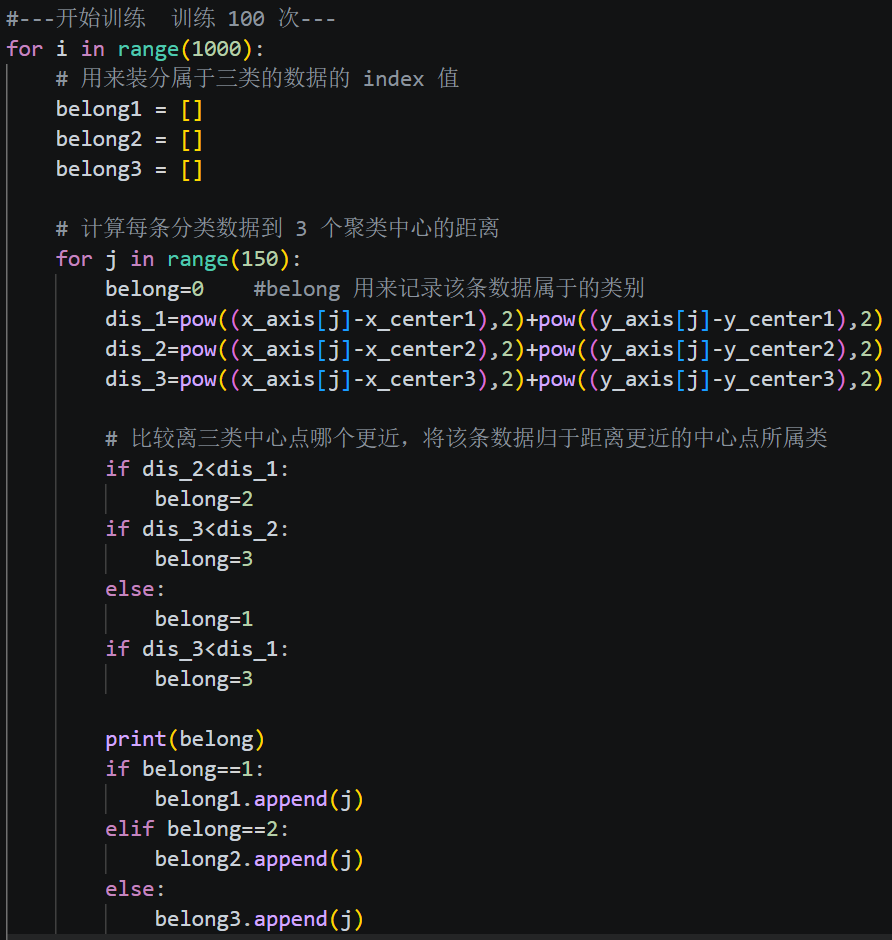 #---开始训练  训练 100 次---
for i in range(1000):
    # 用来装分属于三类的数据的 index 值
    belong1 = []
    belong2 = []
    belong3 = []

    # 计算每条分类数据到 3 个聚类中心的距离
    for j in range(150):
        belong=0    #belong 用来记录该条数据属于的类别
        dis_1=pow((x_axis[j]-x_center1),2)+pow((y_axis[j]-y_center1),2)
        dis_2=pow((x_axis[j]-x_center2),2)+pow((y_axis[j]-y_center2),2)
        dis_3=pow((x_axis[j]-x_center3),2)+pow((y_axis[j]-y_center3),2)

        # 比较离三类中心点哪个更近，将该条数据归于距离更近的中心点所属类
        if dis_2<dis_1:
            belong=2
        if dis_3<dis_2:
            belong=3
        else:
            belong=1
        if dis_3<dis_1:
            belong=3

        print(belong)
        if belong==1:
            belong1.append(j)
        elif belong==2:
            belong2.append(j)
        else:
            belong3.append(j)